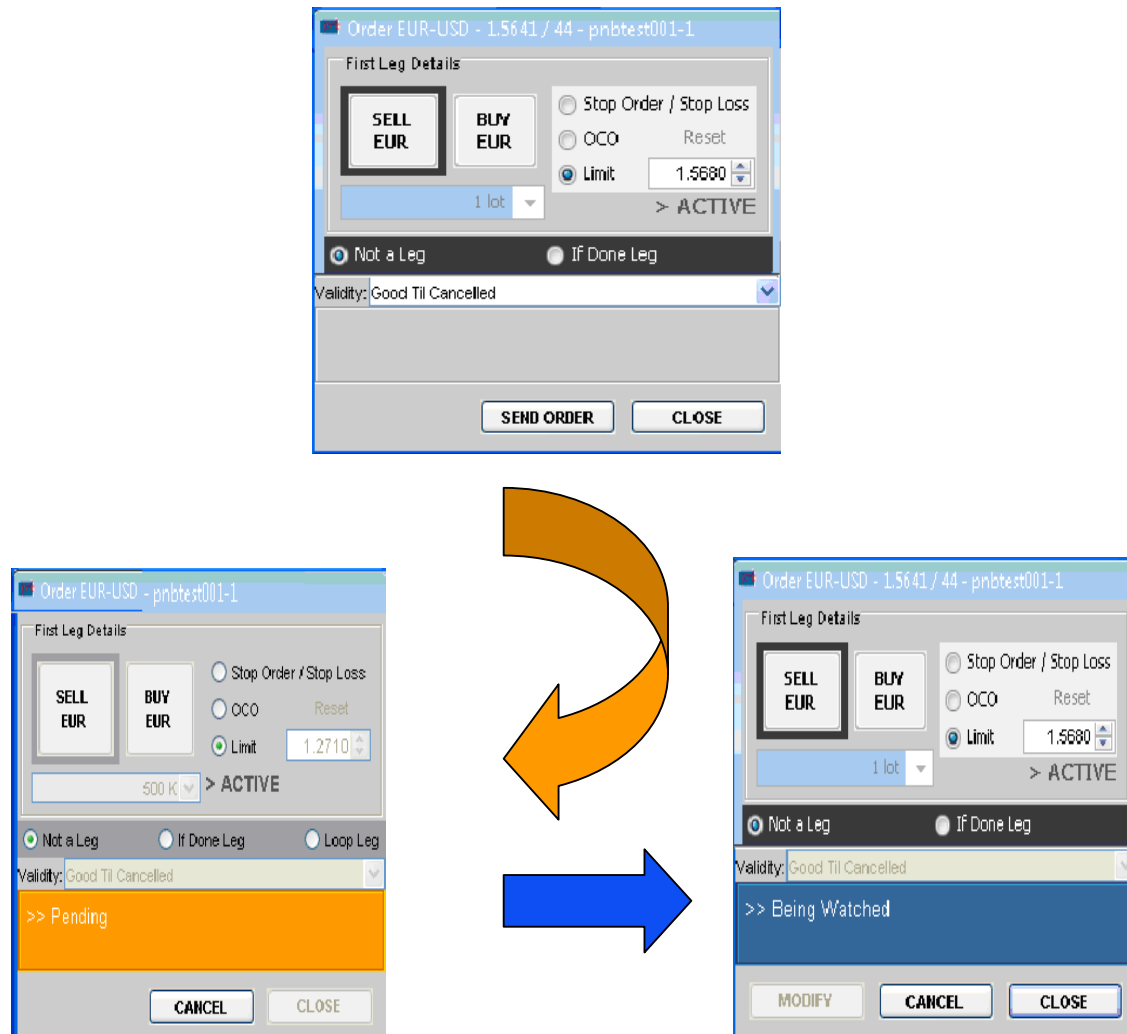 Order EUR-USD - 1.5641 / 44 - pnbtest001-1
First Leg Details
SELL EUR
BUY EUR
Stop Order / Stop Loss
OCO Reset
Limit 1.5680
1 lot
> ACTIVE
Not a Leg If Done Leg
Validity: Good Til Cancelled
SEND ORDER CLOSE
Order EUR-USD - pnbtest001-1
First Leg Details
SELL EUR
BUY EUR
Stop Order / Stop Loss
OCO Reset
Limit 1.2710
500 K > ACTIVE
Not a Leg If Done Leg Loop Leg
Validity: Good Til Cancelled
>> Pending
CANCEL CLOSE
Order EUR-USD - 1.5641 / 44 - pnbtest001-1
First Leg Details
SELL EUR
BUY EUR
Stop Order / Stop Loss
OCO Reset
Limit 1.5680
1 lot
> ACTIVE
Not a Leg If Done Leg
Validity: Good Til Cancelled
>> Being Watched
MODIFY CANCEL CLOSE